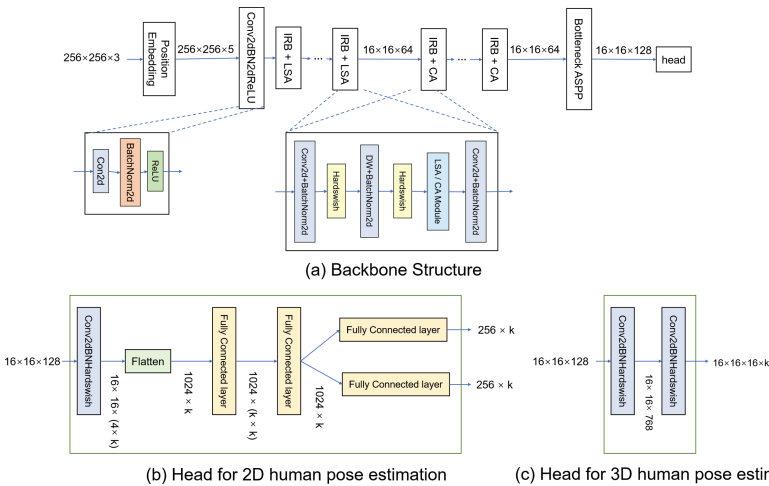 256×256×3
Position
Embedding
256×256×5
Conv2dBN2dReLU
IRB + LSA
...
IRB + LSA
16×16×64
IRB + CA
...
IRB + CA
16×16×64
Bottleneck ASPP
16×16×128
head
Con2d
BatchNorm2d
ReLU
Conv2d+BatchNorm2d
Hardswish
DW+BatchNorm2d
Hardswish
LSA / CA Module
Conv2d+BatchNorm2d
(a) Backbone Structure
16×16×128
Conv2dBNHardswish
16× 16× (4× k)
Flatten
1024 × k
Fully Connected layer
1024 × (k × k)
Fully Connected layer
1024 × k
Fully Connected layer
256 × k
Fully Connected layer
256 × k
(b) Head for 2D human pose estimation
16×16×128
Conv2dBNHardswish
16× 16× 768
Conv2dBNHardswish
16×16×16×k
(c) Head for 3D human pose estim